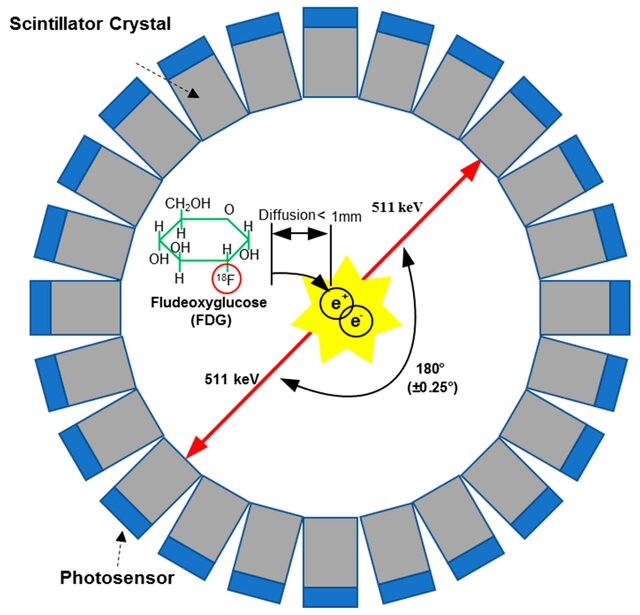 Scintillator Crystal
CH₂OH
O
H
H
H
H
OH
OH
OH
H
¹⁸F
Fludeoxyglucose
(FDG)
Diffusion< 1mm
511 keV
e⁺
e⁻
511 keV
180°
(±0.25°)
Photosensor